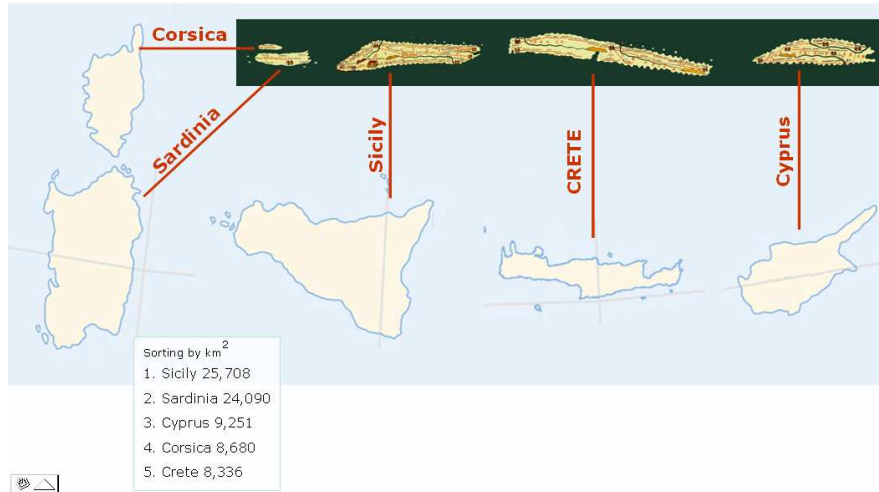 Corsica
Sardinia
Sicily
CRETE
Cyprus
Sorting by km²
1. Sicily 25,708
2. Sardinia 24,090
3. Cyprus 9,251
4. Corsica 8,680
5. Crete 8,336